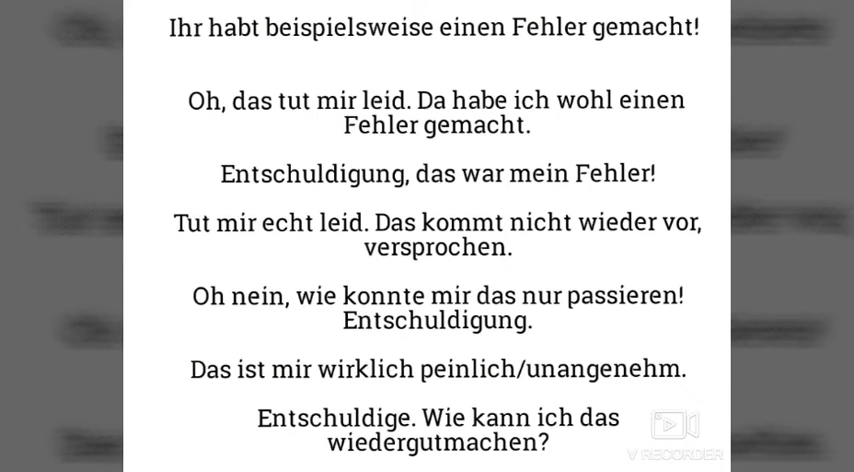 Ihr habt beispielsweise einen Fehler gemacht!
Oh, das tut mir leid. Da habe ich wohl einen
Fehler gemacht.
Entschuldigung, das war mein Fehler!
Tut mir echt leid. Das kommt nicht wieder vor,
versprochen.
Oh nein, wie konnte mir das nur passieren!
Entschuldigung.
Das ist mir wirklich peinlich/unangenehm.
Entschuldige. Wie kann ich das
wiedergutmachen?
V RECORDER